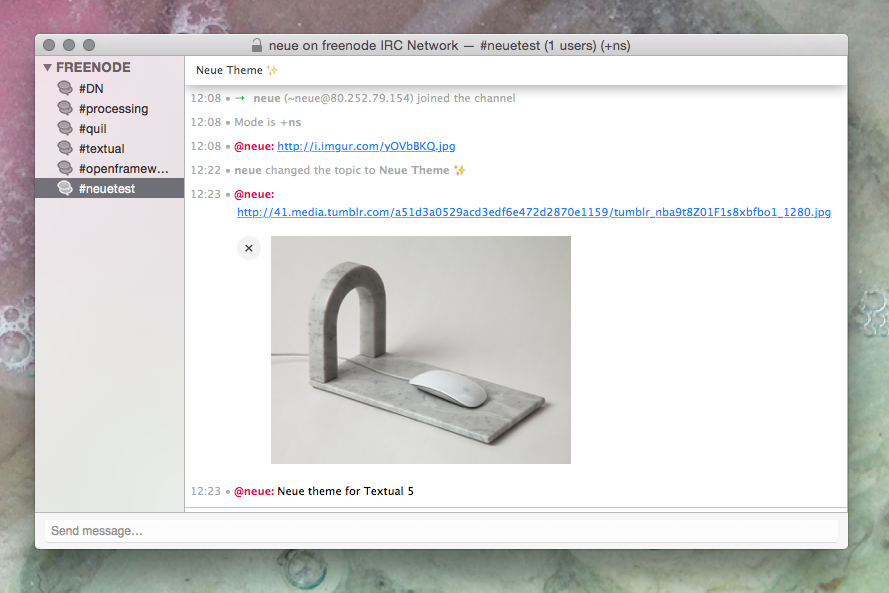 neue on freenode IRC Network — #neuetest (1 users) (+ns)
FREENODE
#DN
#processing
#quil
#textual
#openframew...
#neuetest
Neue Theme ✨
12:08 • → neue (~neue@80.252.79.154) joined the channel
12:08 • Mode is +ns
12:08 • @neue: http://i.imgur.com/yOVbBKQ.jpg
12:22 • neue changed the topic to Neue Theme ✨
12:23 • @neue:
http://41.media.tumblr.com/a51d3a0529acd3edf6e472d2870e1159/tumblr_nba9t8Z01F1s8xbfbo1_1280.jpg
12:23 • @neue: Neue theme for Textual 5
Send message...